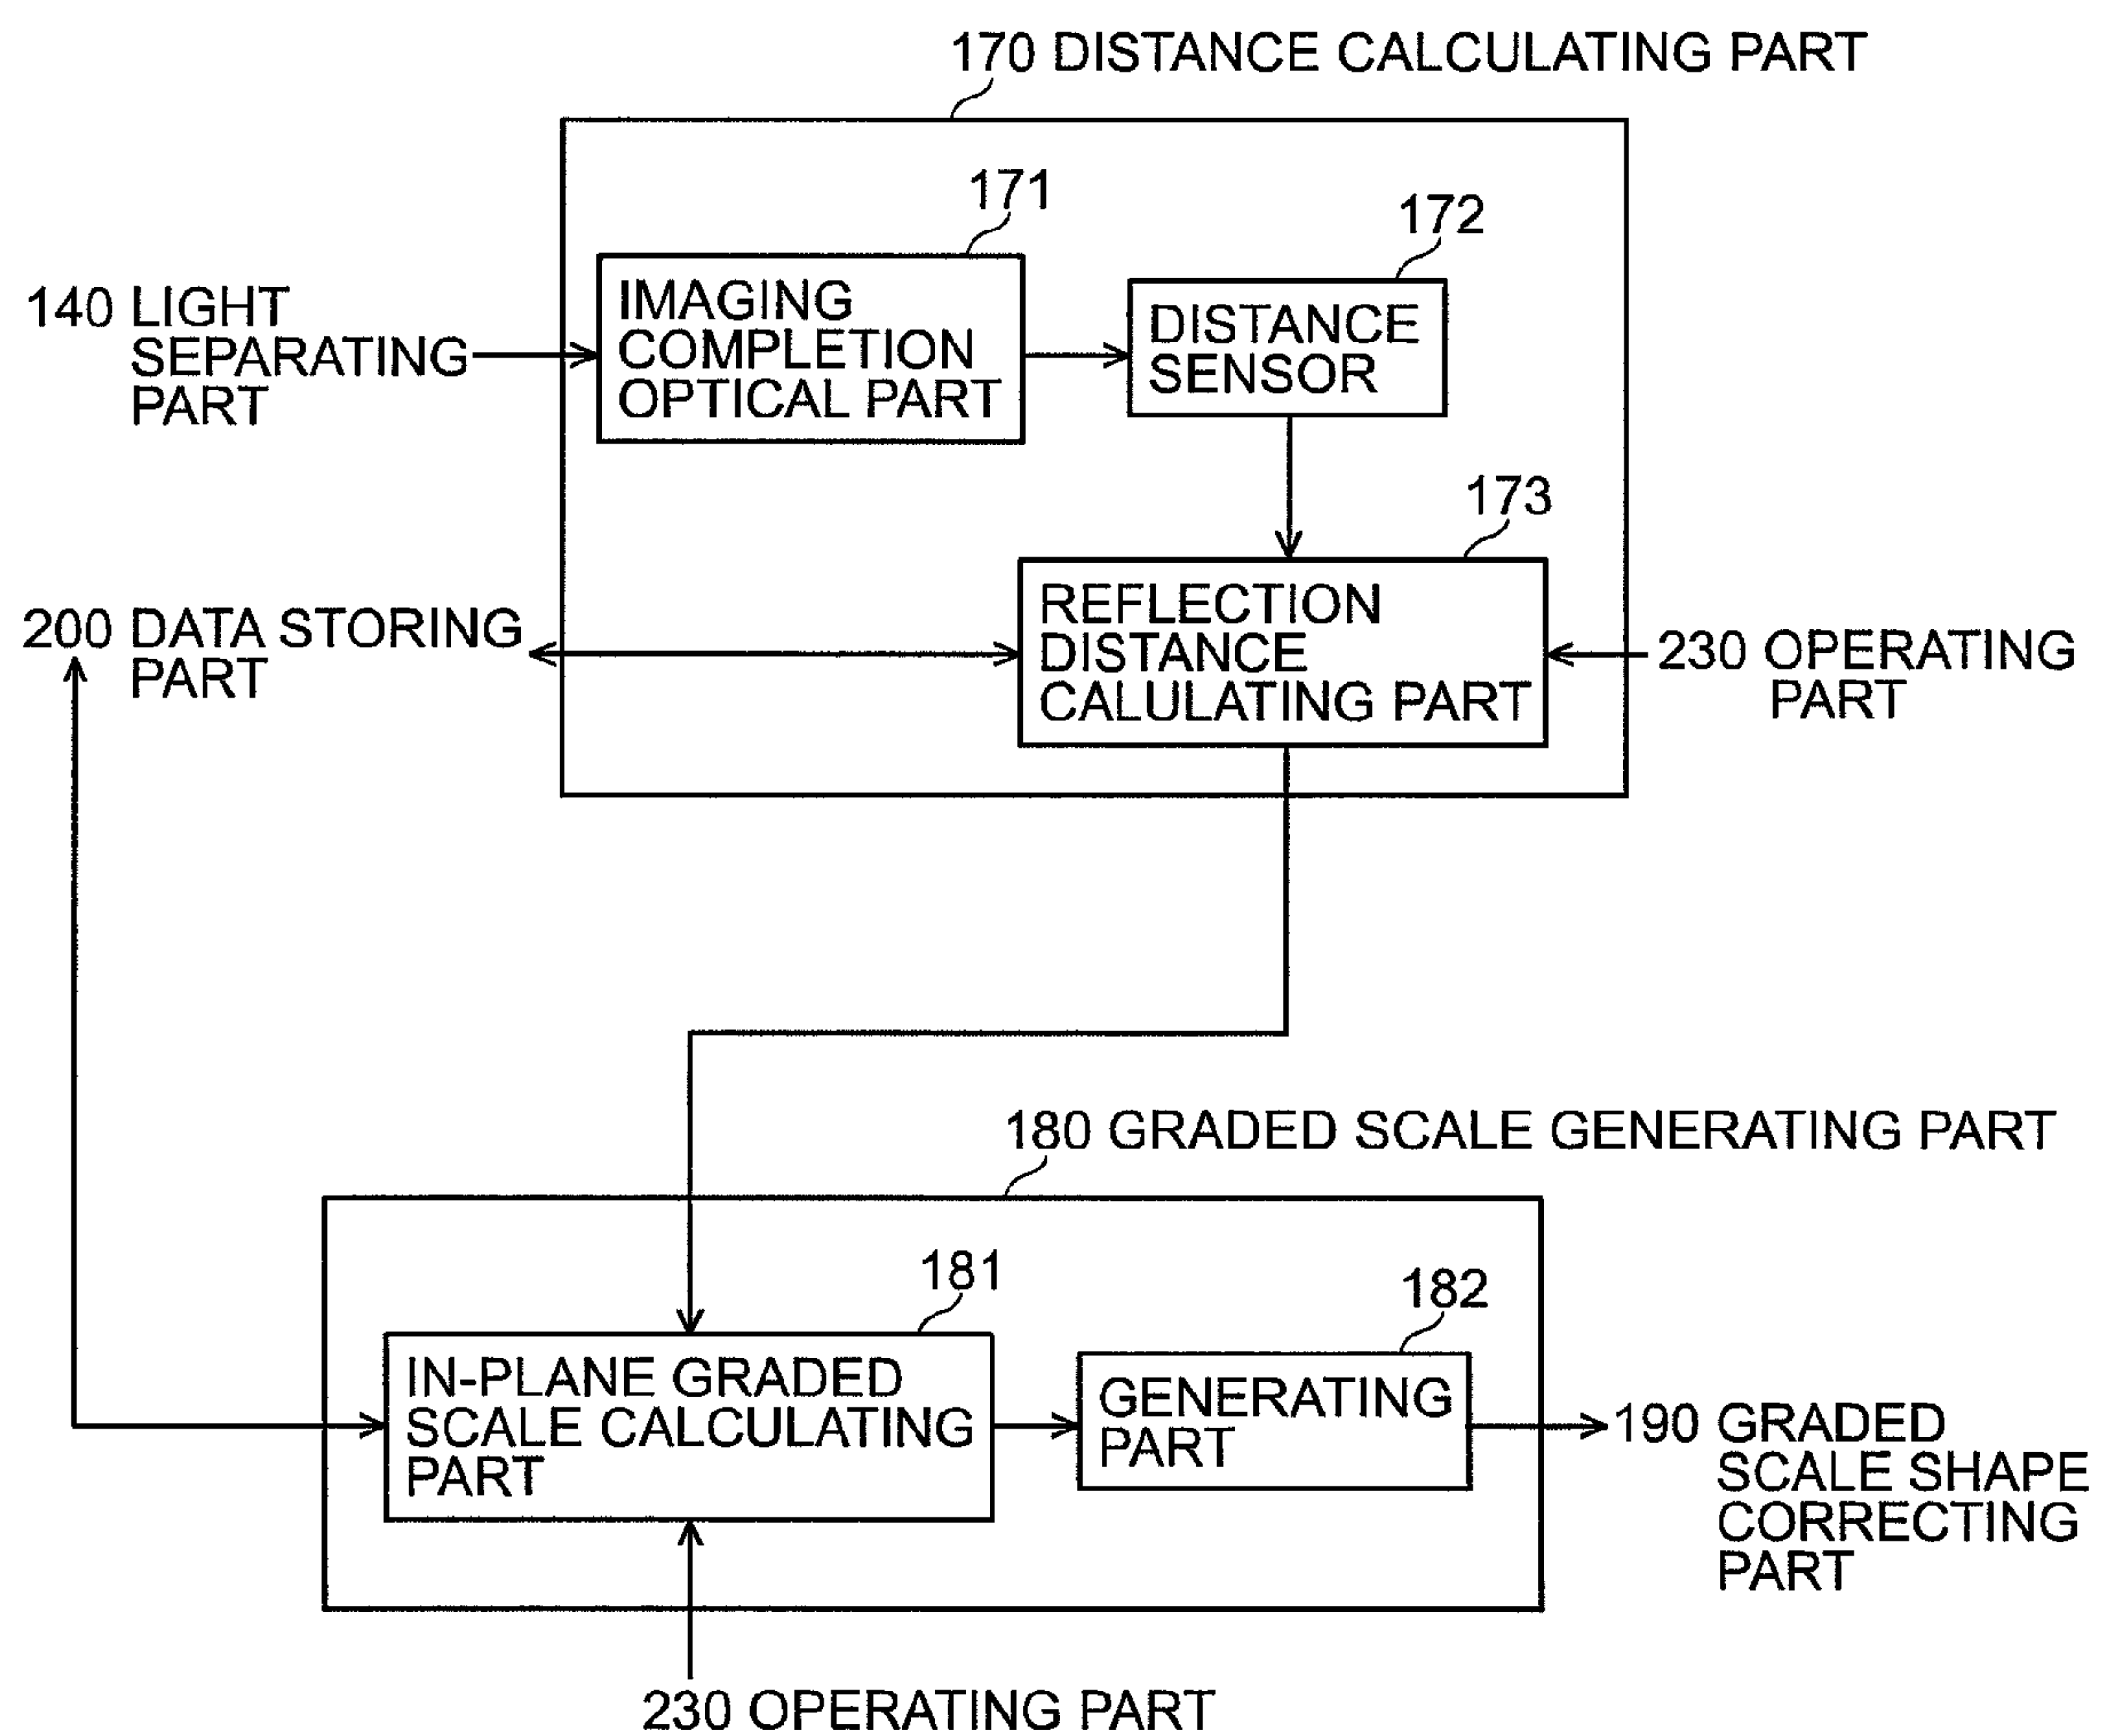 170 DISTANCE CALCULATING PART
171
172
140 LIGHT
SEPARATING
PART
IMAGING
COMPLETION
OPTICAL PART
DISTANCE
SENSOR
173
200 DATA STORING
PART
REFLECTION
DISTANCE
CALULATING PART
230 OPERATING
PART
180 GRADED SCALE GENERATING PART
181
182
IN-PLANE GRADED
SCALE CALCULATING
PART
GENERATING
PART
190 GRADED
SCALE SHAPE
CORRECTING
PART
230 OPERATING PART